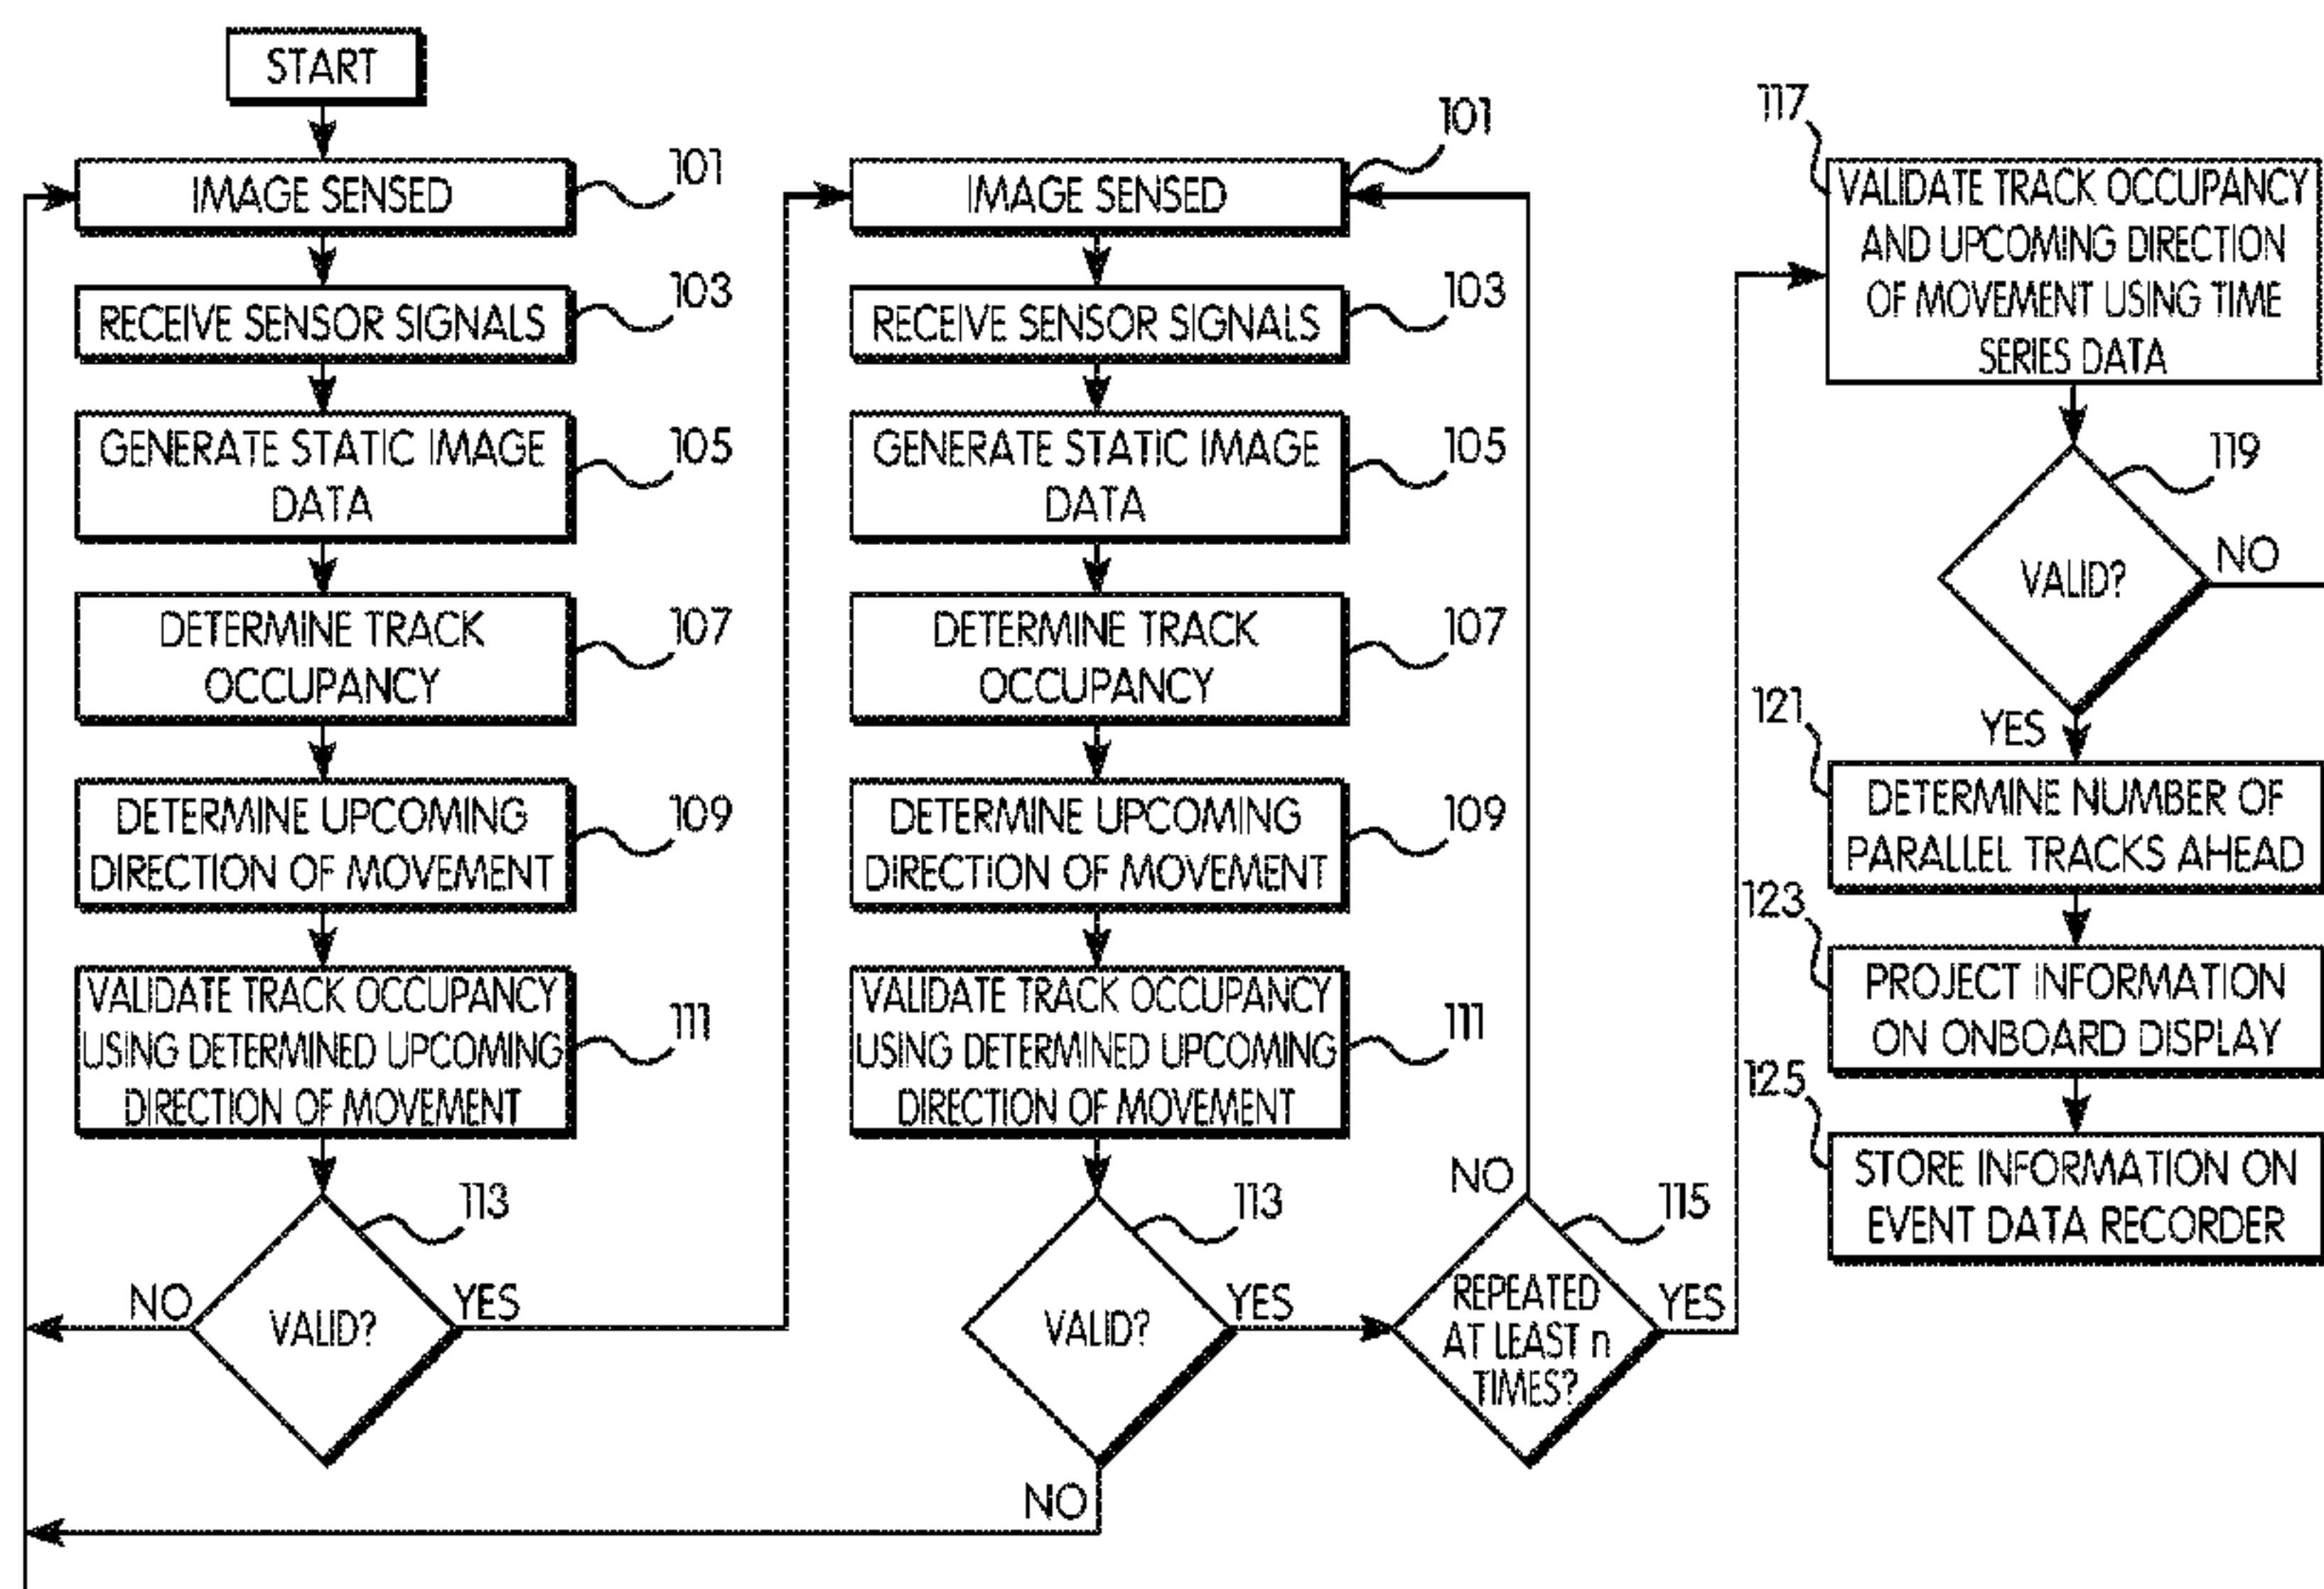 START
IMAGE SENSED
101
RECEIVE SENSOR SIGNALS
103
GENERATE STATIC IMAGE
DATA
105
DETERMINE TRACK
OCCUPANCY
107
DETERMINE UPCOMING
DIRECTION OF MOVEMENT
109
VALIDATE TRACK OCCUPANCY
USING DETERMINED UPCOMING
DIRECTION OF MOVEMENT
111
113
VALID?
NO
YES
IMAGE SENSED
101
RECEIVE SENSOR SIGNALS
103
GENERATE STATIC IMAGE
DATA
105
DETERMINE TRACK
OCCUPANCY
107
DETERMINE UPCOMING
DIRECTION OF MOVEMENT
109
VALIDATE TRACK OCCUPANCY
USING DETERMINED UPCOMING
DIRECTION OF MOVEMENT
111
113
VALID?
YES
NO
NO
115
REPEATED
AT LEAST n
TIMES?
YES
117
VALIDATE TRACK OCCUPANCY
AND UPCOMING DIRECTION
OF MOVEMENT USING TIME
SERIES DATA
119
VALID?
NO
YES
121
DETERMINE NUMBER OF
PARALLEL TRACKS AHEAD
123
PROJECT INFORMATION
ON ONBOARD DISPLAY
125
STORE INFORMATION ON
EVENT DATA RECORDER